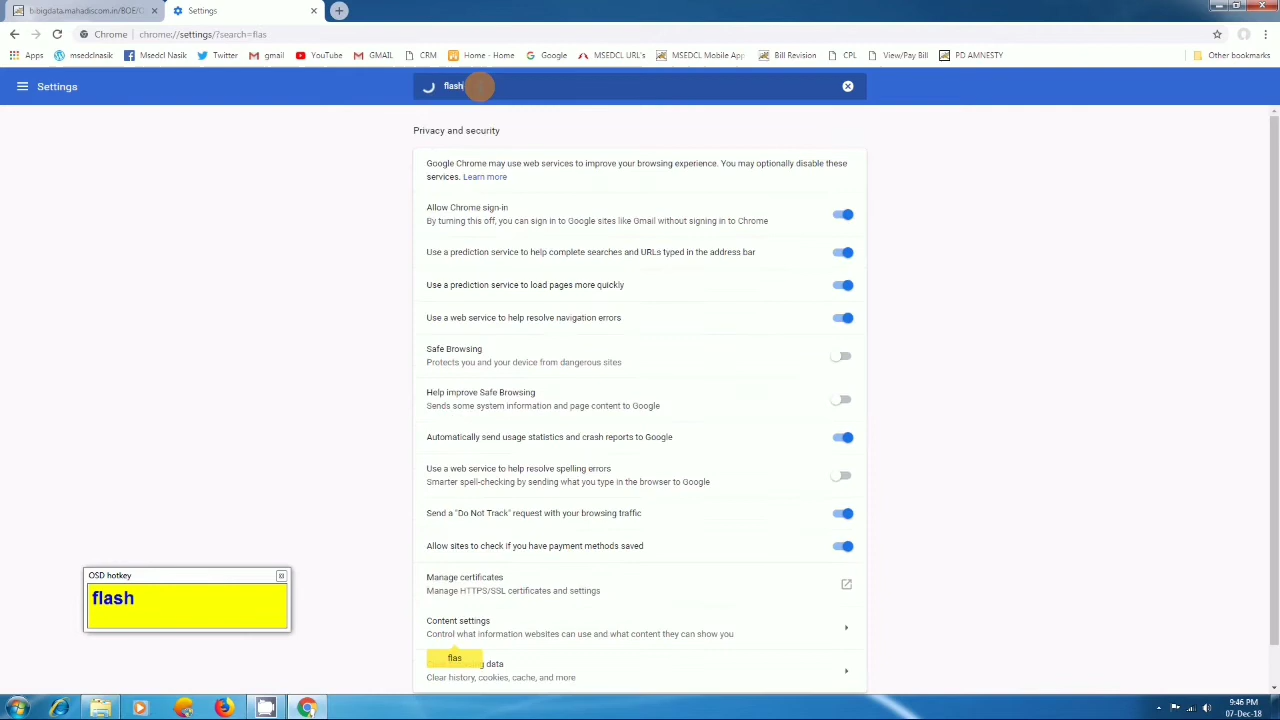 h-bigdata.mahadiscom.in/BOE/
Settings
Chrome | chrome://settings/?search=flas
Apps
msedclnasik
Msedcl Nasik
Twitter
gmail
YouTube
GMAIL
CRM
Home - Home
Google
MSEDCL URL's
MSEDCL Mobile App
Bill Revision
CPL
View/Pay Bill
PD AMNESTY
Other bookmarks
Settings
flash
Privacy and security
Google Chrome may use web services to improve your browsing experience. You may optionally disable these
services. Learn more
Allow Chrome sign-in
By turning this off, you can sign in to Google sites like Gmail without signing in to Chrome
Use a prediction service to help complete searches and URLs typed in the address bar
Use a prediction service to load pages more quickly
Use a web service to help resolve navigation errors
Safe Browsing
Protects you and your device from dangerous sites
Help improve Safe Browsing
Sends some system information and page content to Google
Automatically send usage statistics and crash reports to Google
Use a web service to help resolve spelling errors
Smarter spell-checking by sending what you type in the browser to Google
Send a "Do Not Track" request with your browsing traffic
Allow sites to check if you have payment methods saved
Manage certificates
Manage HTTPS/SSL certificates and settings
OSD hotkey
flash
Content settings
Control what information websites can use and what content they can show you
flas
data
Clear history, cookies, cache, and more
9:46 PM
07-Dec-18